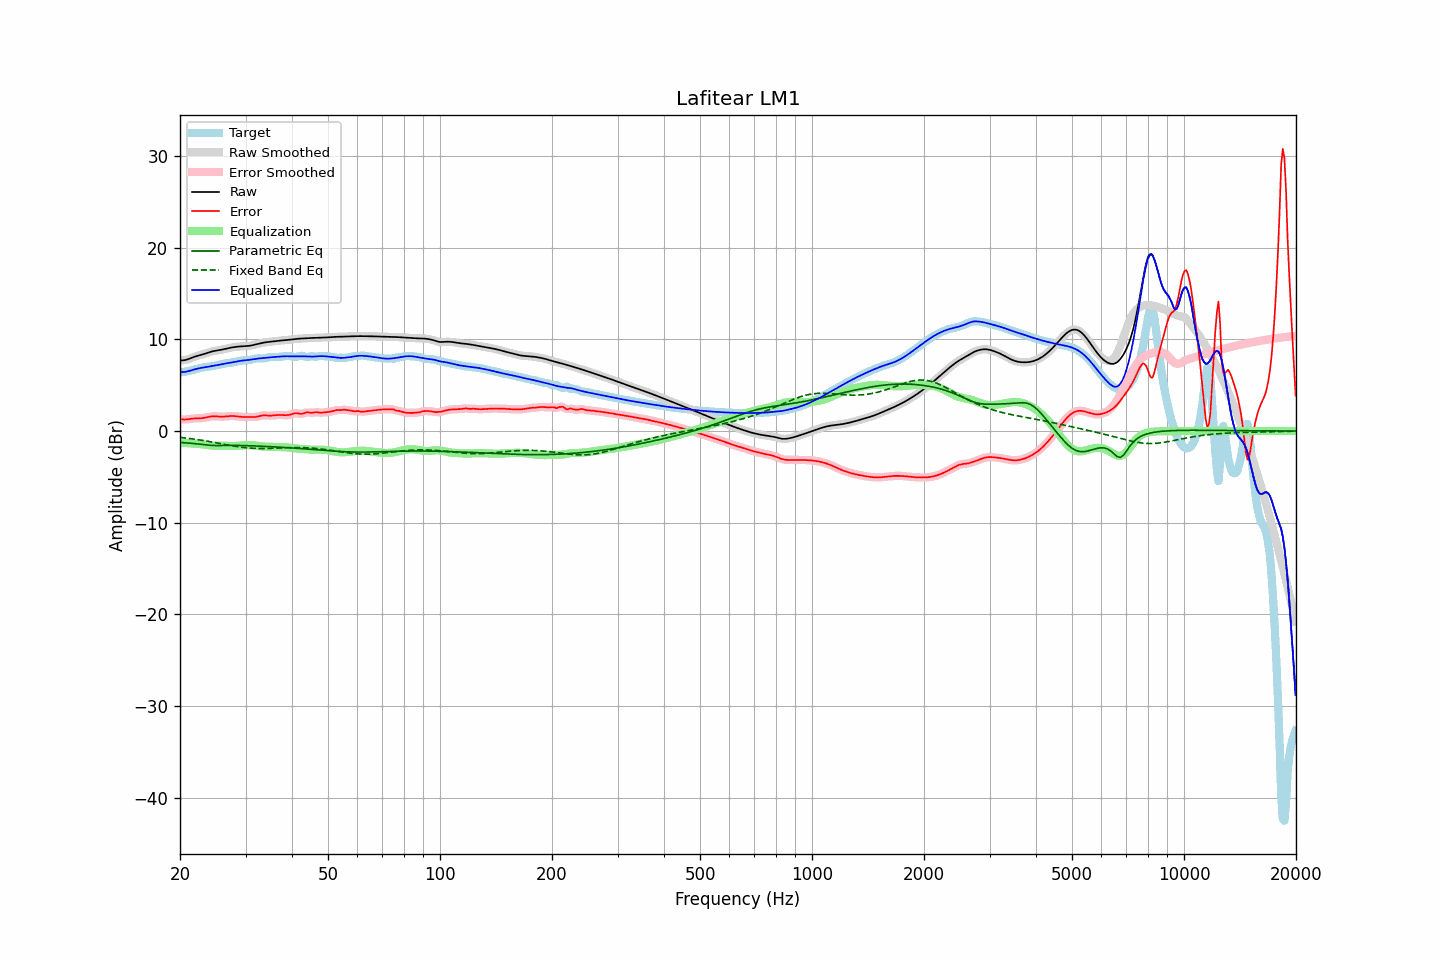 Lafitear LM1
Target
Raw Smoothed
Error Smoothed
Raw
Error
Equalization
Parametric Eq
Fixed Band Eq
Equalized
30
20
10
0
−10
−20
−30
−40
Amplitude (dBr)
20 50 100 200 500 1000 2000 5000 10000 20000
Frequency (Hz)